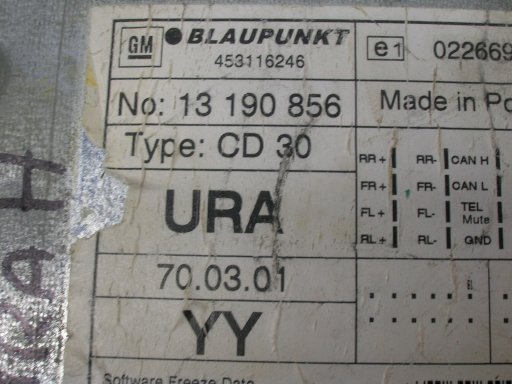 GM BLAUPUNKT
453116246
e1 022669
No: 13 190 856
Made in Po
Type: CD 30
RR+ RR- CAN H
FR+ FR- CAN L
FL+ FL- TEL Mute
RL+ RL- GND
URA
70.03.01
YY
Software Freeze Date